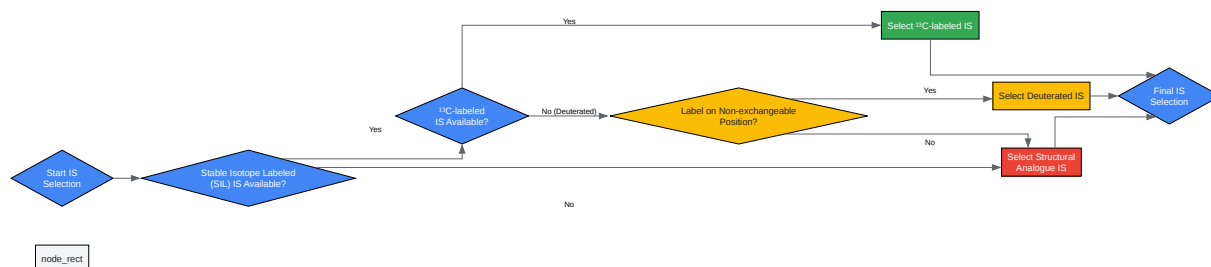 Yes
Select ¹³C-labeled IS
¹³C-labeled
IS Available?
No (Deuterated)
Label on Non-exchangeable
Position?
Yes
Select Deuterated IS
Final IS
Selection
Yes
No
Start IS
Selection
Stable Isotope Labeled
(SIL) IS Available?
Select Structural
Analogue IS
No
node_rect